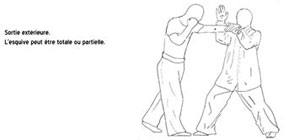 Sortie extérieure.
L'esquive peut être totale ou partielle.